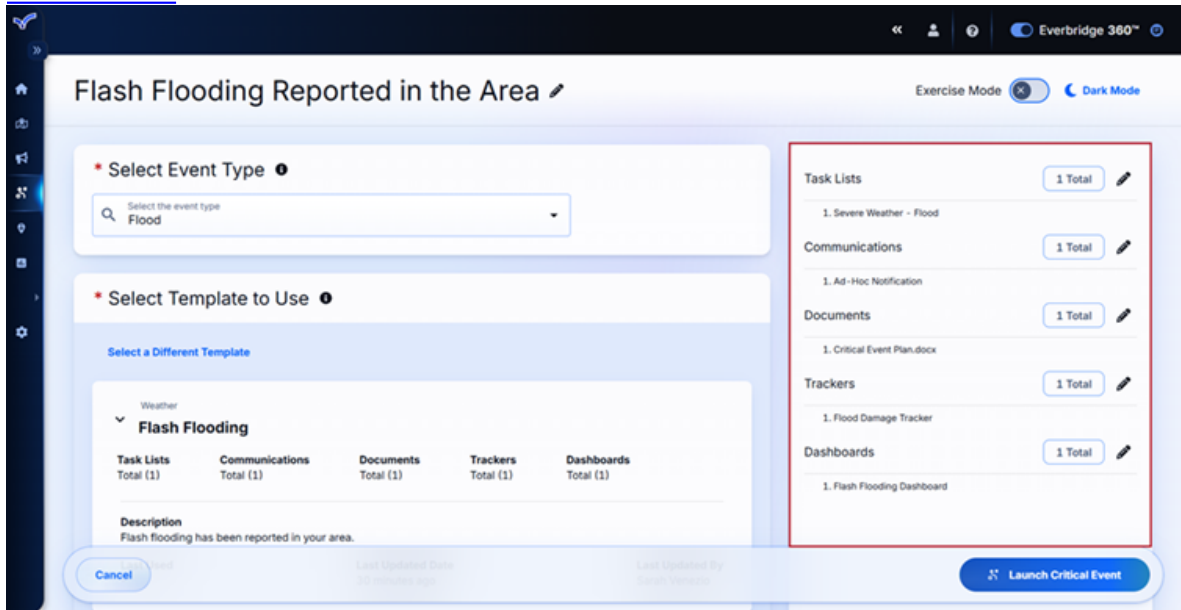 Everbridge 360™
Flash Flooding Reported in the Area
Exercise Mode
Dark Mode
* Select Event Type
Select the event type
Flood
* Select Template to Use
Select a Different Template
Weather
Flash Flooding
Task Lists Communications Documents Trackers Dashboards
Total (1) Total (1) Total (1) Total (1) Total (1)
Description
Flash flooding has been reported in your area.
Last Used Last Updated Date Last Updated By
30 minutes ago
Cancel
Task Lists 1 Total
1. Severe Weather - Flood
Communications 1 Total
1. Ad-Hoc Notification
Documents 1 Total
1. Critical Event Plan.docx
Trackers 1 Total
1. Flood Damage Tracker
Dashboards 1 Total
1. Flash Flooding Dashboard
Launch Critical Event